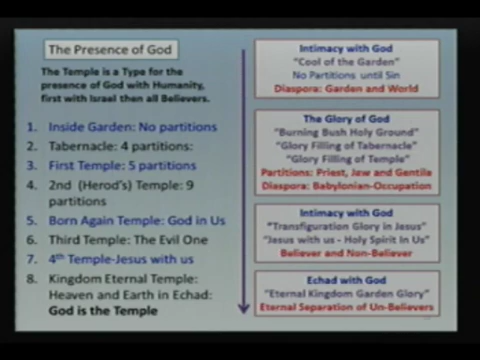 The Presence of God
The Temple is a Type for the
presence of God with Humanity,
first with Israel then all Believers.
1. Inside Garden: No partitions
2. Tabernacle: 4 partitions:
3. First Temple: 5 partitions
4. 2nd (Herod's) Temple: 9
partitions
5. Born Again Temple: God in Us
6. Third Temple: The Evil One
7. 4th Temple-Jesus with us
8. Kingdom Eternal Temple:
Heaven and Earth in Echad:
God is the Temple
Intimacy with God
"Cool of the Garden"
No Partitions until Sin
Diaspora: Garden and World
The Glory of God
"Burning Bush Holy Ground"
"Glory Filling of Tabernacle"
"Glory Filling of Temple"
Partitions: Priest, Jew and Gentile
Diaspora: Babylonian-Occupation
Intimacy with God
"Transfiguration Glory in Jesus"
"Jesus with us - Holy Spirit In Us"
Believer and Non-Believer
Echad with God
"Eternal Kingdom Garden Glory"
Eternal Separation of Un-Believers